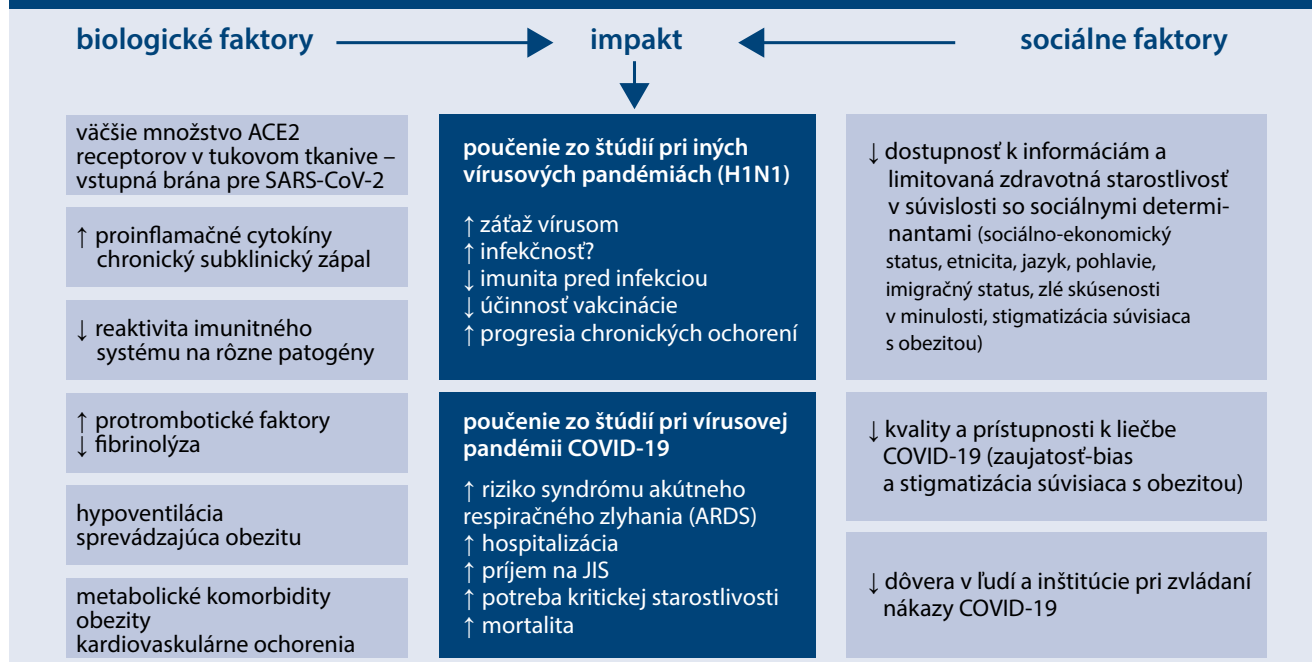 biologické faktory
impakt
sociálne faktory
väčšie množstvo ACE2
receptorov v tukovom tkanive –
vstupná brána pre SARS-CoV-2
↑ proinflamačné cytokíny
chronický subklinický zápal
↓ reaktivita imunitného
systému na rôzne patogény
↑ protrombotické faktory
↓ fibrinolýza
hypoventilácia
sprevádzajúca obezitu
metabolické komorbidity
obezity
kardiovaskulárne ochorenia
poučenie zo štúdií pri iných
vírusových pandémiách (H1N1)
↑ záťaž vírusom
↑ infekčnosť?
↓ imunita pred infekciou
↓ účinnosť vakcinácie
↑ progresia chronických ochorení
poučenie zo štúdií pri vírusovej
pandémii COVID-19
↑ riziko syndrómu akútneho
respiračného zlyhania (ARDS)
↑ hospitalizácia
↑ príjem na JIS
↑ potreba kritickej starostlivosti
↑ mortalita
↓ dostupnosť k informáciám a
limitovaná zdravotná starostlivosť
v súvislosti so sociálnymi determi-
nantami (sociálno-ekonomický
status, etnicita, jazyk, pohlavie,
imigračný status, zlé skúsenosti
v minulosti, stigmatizácia súvisiaca
s obezitou)
↓ kvality a prístupnosti k liečbe
COVID-19 (zaujatosť-bias
a stigmatizácia súvisiaca s obezitou)
↓ dôvera v ľudí a inštitúcie pri zvládaní
nákazy COVID-19